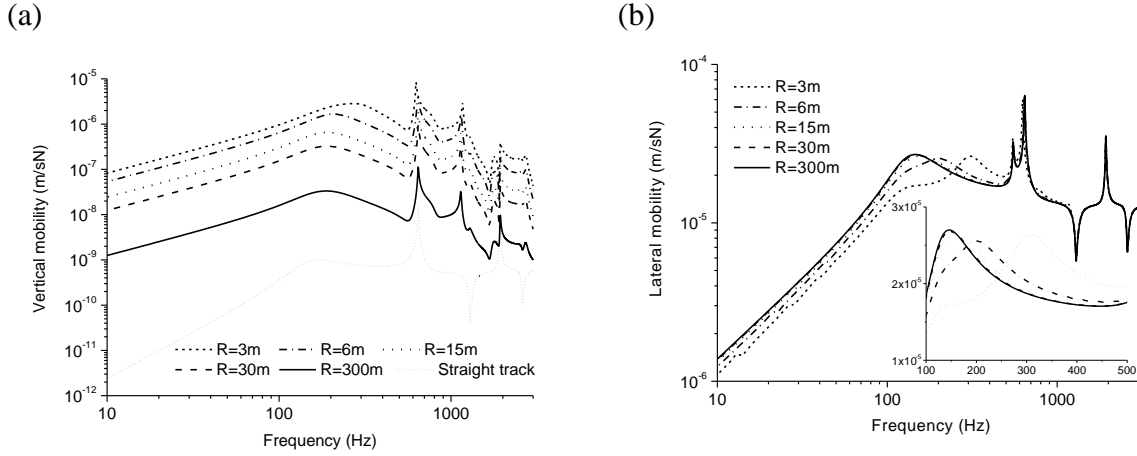 (a)
Vertical mobility (m/sN)
10⁻⁵
10⁻⁶
10⁻⁷
10⁻⁸
10⁻⁹
10⁻¹⁰
10⁻¹¹
10⁻¹²
R=3m R=6m R=15m
R=30m R=300m Straight track
10 100 1000
Frequency (Hz)
(b)
Lateral mobility (m/sN)
10⁻⁴
10⁻⁵
10⁻⁶
R=3m
R=6m
R=15m
R=30m
R=300m
3x10⁻⁵
2x10⁻⁵
1x10⁻⁵
100 200 300 400 500
10 100 1000
Frequency (Hz)